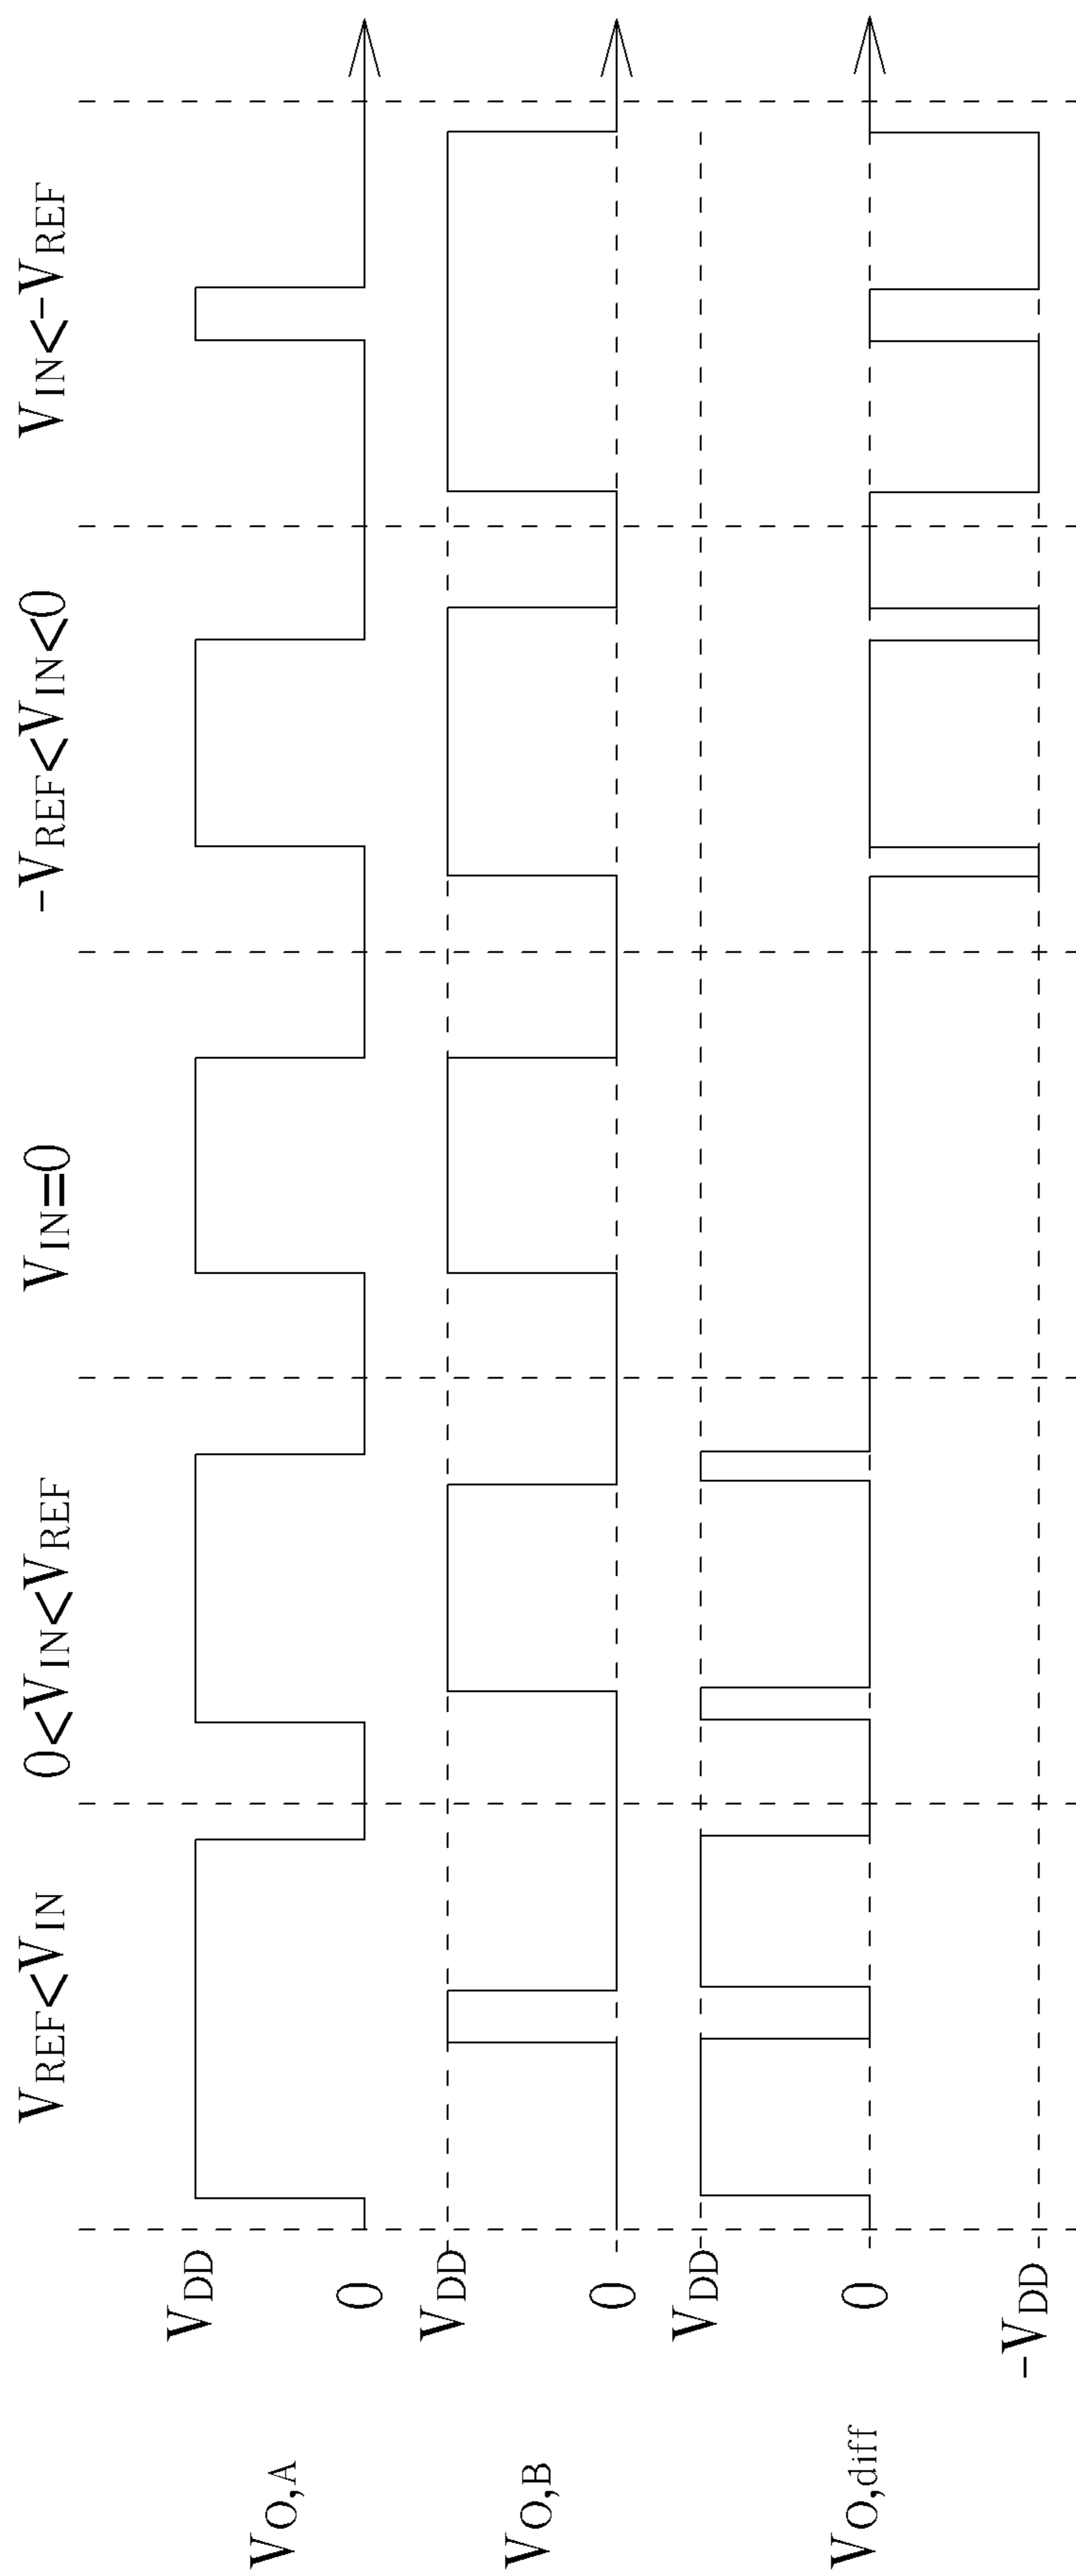 V_REF<V_IN
0<V_IN<V_REF
V_IN=0
-V_REF<V_IN<0
V_IN<-V_REF
V_O,A
V_DD
0
V_O,B
V_DD
0
V_O,diff
V_DD
0
-V_DD